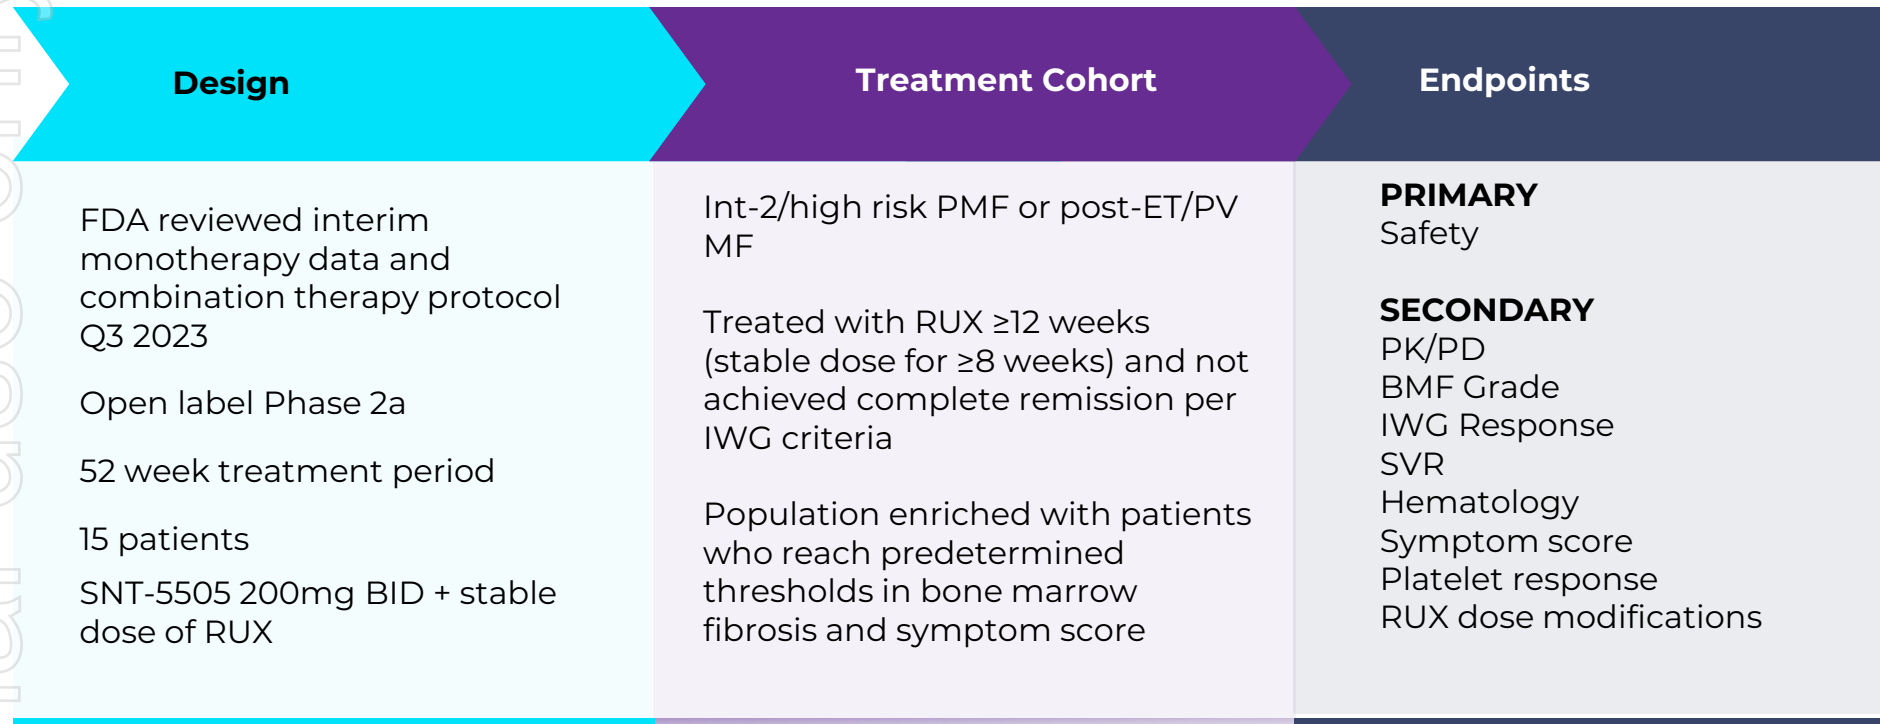 Design
FDA reviewed interim
monotherapy data and
combination therapy protocol
Q3 2023
Open label Phase 2a
52 week treatment period
15 patients
SNT-5505 200mg BID + stable
dose of RUX
Treatment Cohort
Int-2/high risk PMF or post-ET/PV
MF
Treated with RUX ≥12 weeks
(stable dose for ≥8 weeks) and not
achieved complete remission per
IWG criteria
Population enriched with patients
who reach predetermined
thresholds in bone marrow
fibrosis and symptom score
Endpoints
PRIMARY
Safety
SECONDARY
PK/PD
BMF Grade
IWG Response
SVR
Hematology
Symptom score
Platelet response
RUX dose modifications